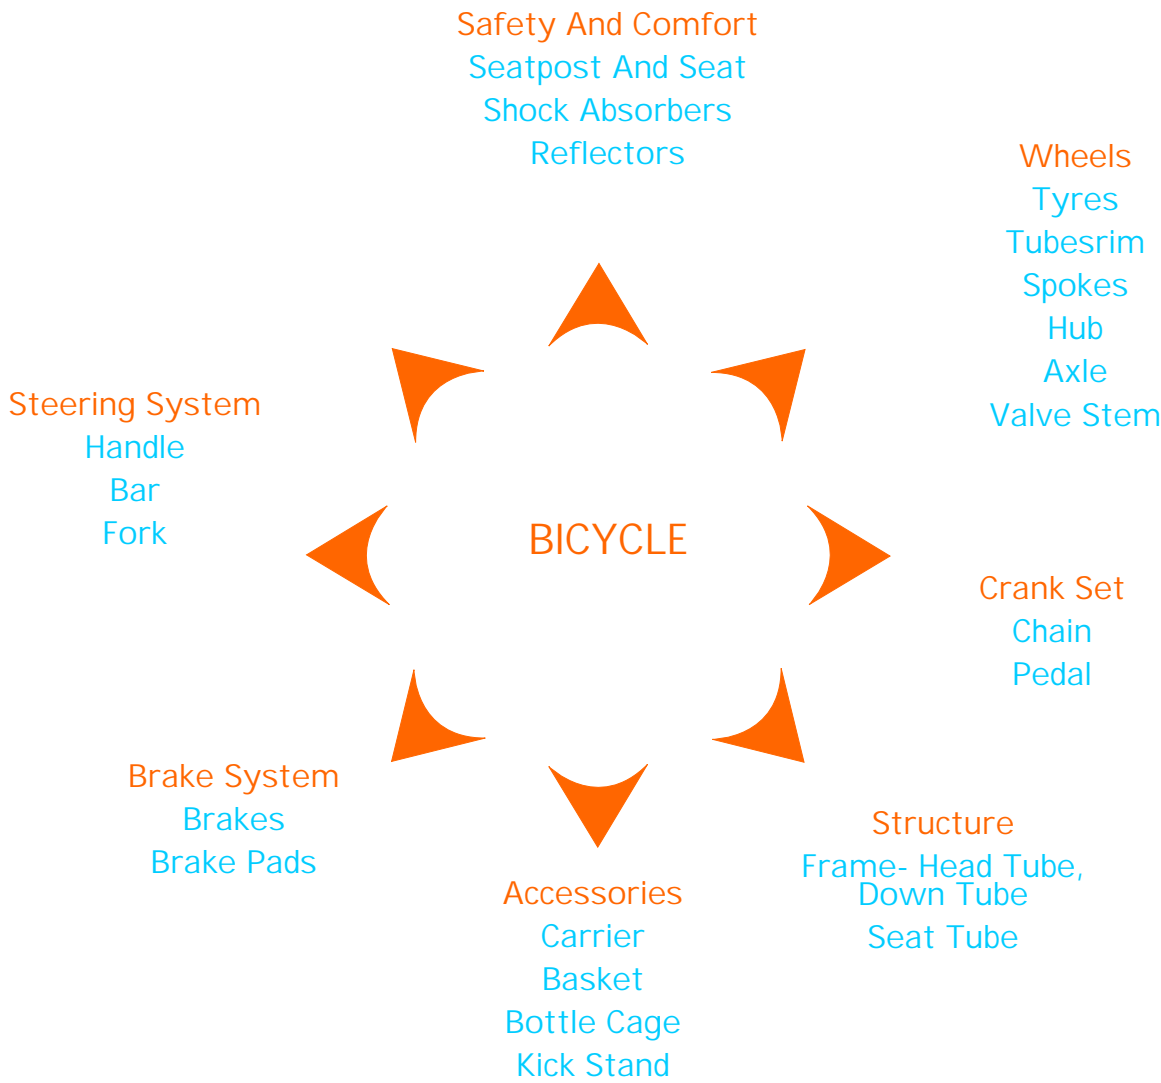 Safety And Comfort
Seatpost And Seat
Shock Absorbers
Reflectors
Wheels
Tyres
Tubesrim
Spokes
Hub
Axle
Valve Stem
Steering System
Handle
Bar
Fork
BICYCLE
Crank Set
Chain
Pedal
Brake System
Brakes
Brake Pads
Structure
Frame- Head Tube,
Down Tube
Seat Tube
Accessories
Carrier
Basket
Bottle Cage
Kick Stand